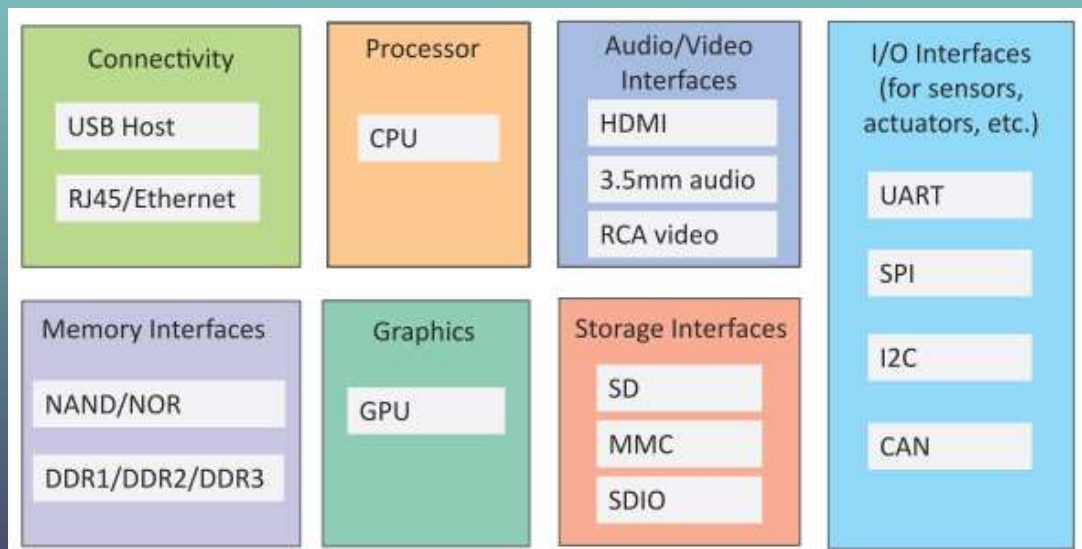 Connectivity
USB Host
RJ45/Ethernet
Processor
CPU
Audio/Video
Interfaces
HDMI
3.5mm audio
RCA video
I/O Interfaces
(for sensors,
actuators, etc.)
UART
SPI
I2C
CAN
Memory Interfaces
NAND/NOR
DDR1/DDR2/DDR3
Graphics
GPU
Storage Interfaces
SD
MMC
SDIO